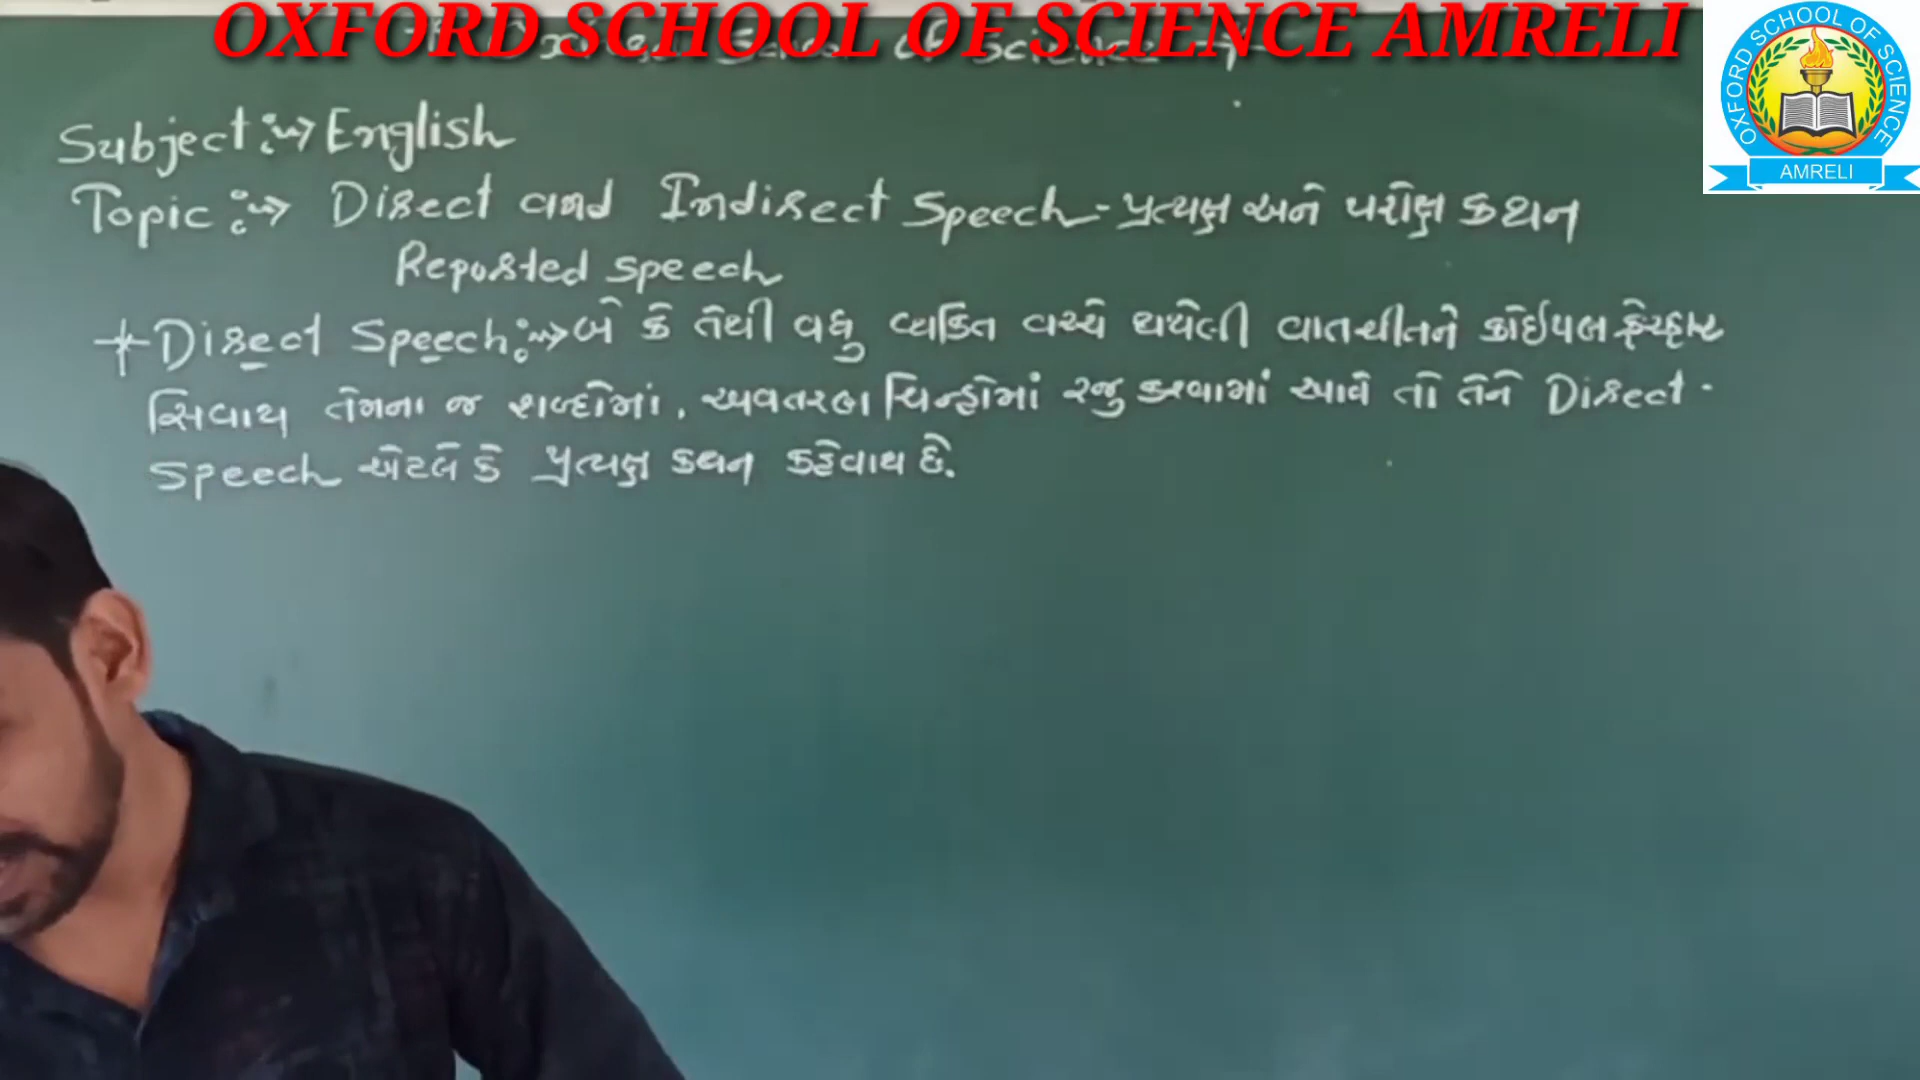 OXFORD SCHOOL OF SCIENCE AMRELI
OXFORD SCHOOL OF SCIENCE
AMRELI
Subject :→ English
Topic :→ Direct and Indirect Speech - પ્રત્યક્ષ અને પરોક્ષ કથન
Reported speech
* Direct Speech :→ બે કે તેથી વધુ વ્યકિત વચ્ચે થયેલી વાતચીતને કોઈપણ ફેરફાર
સિવાય તેમના જ શબ્દોમાં, અવતરણ ચિન્હોમાં રજુ કરવામાં આવે તો તેને Direct -
Speech એટલે કે પ્રત્યક્ષ કથન કહેવાય છે.